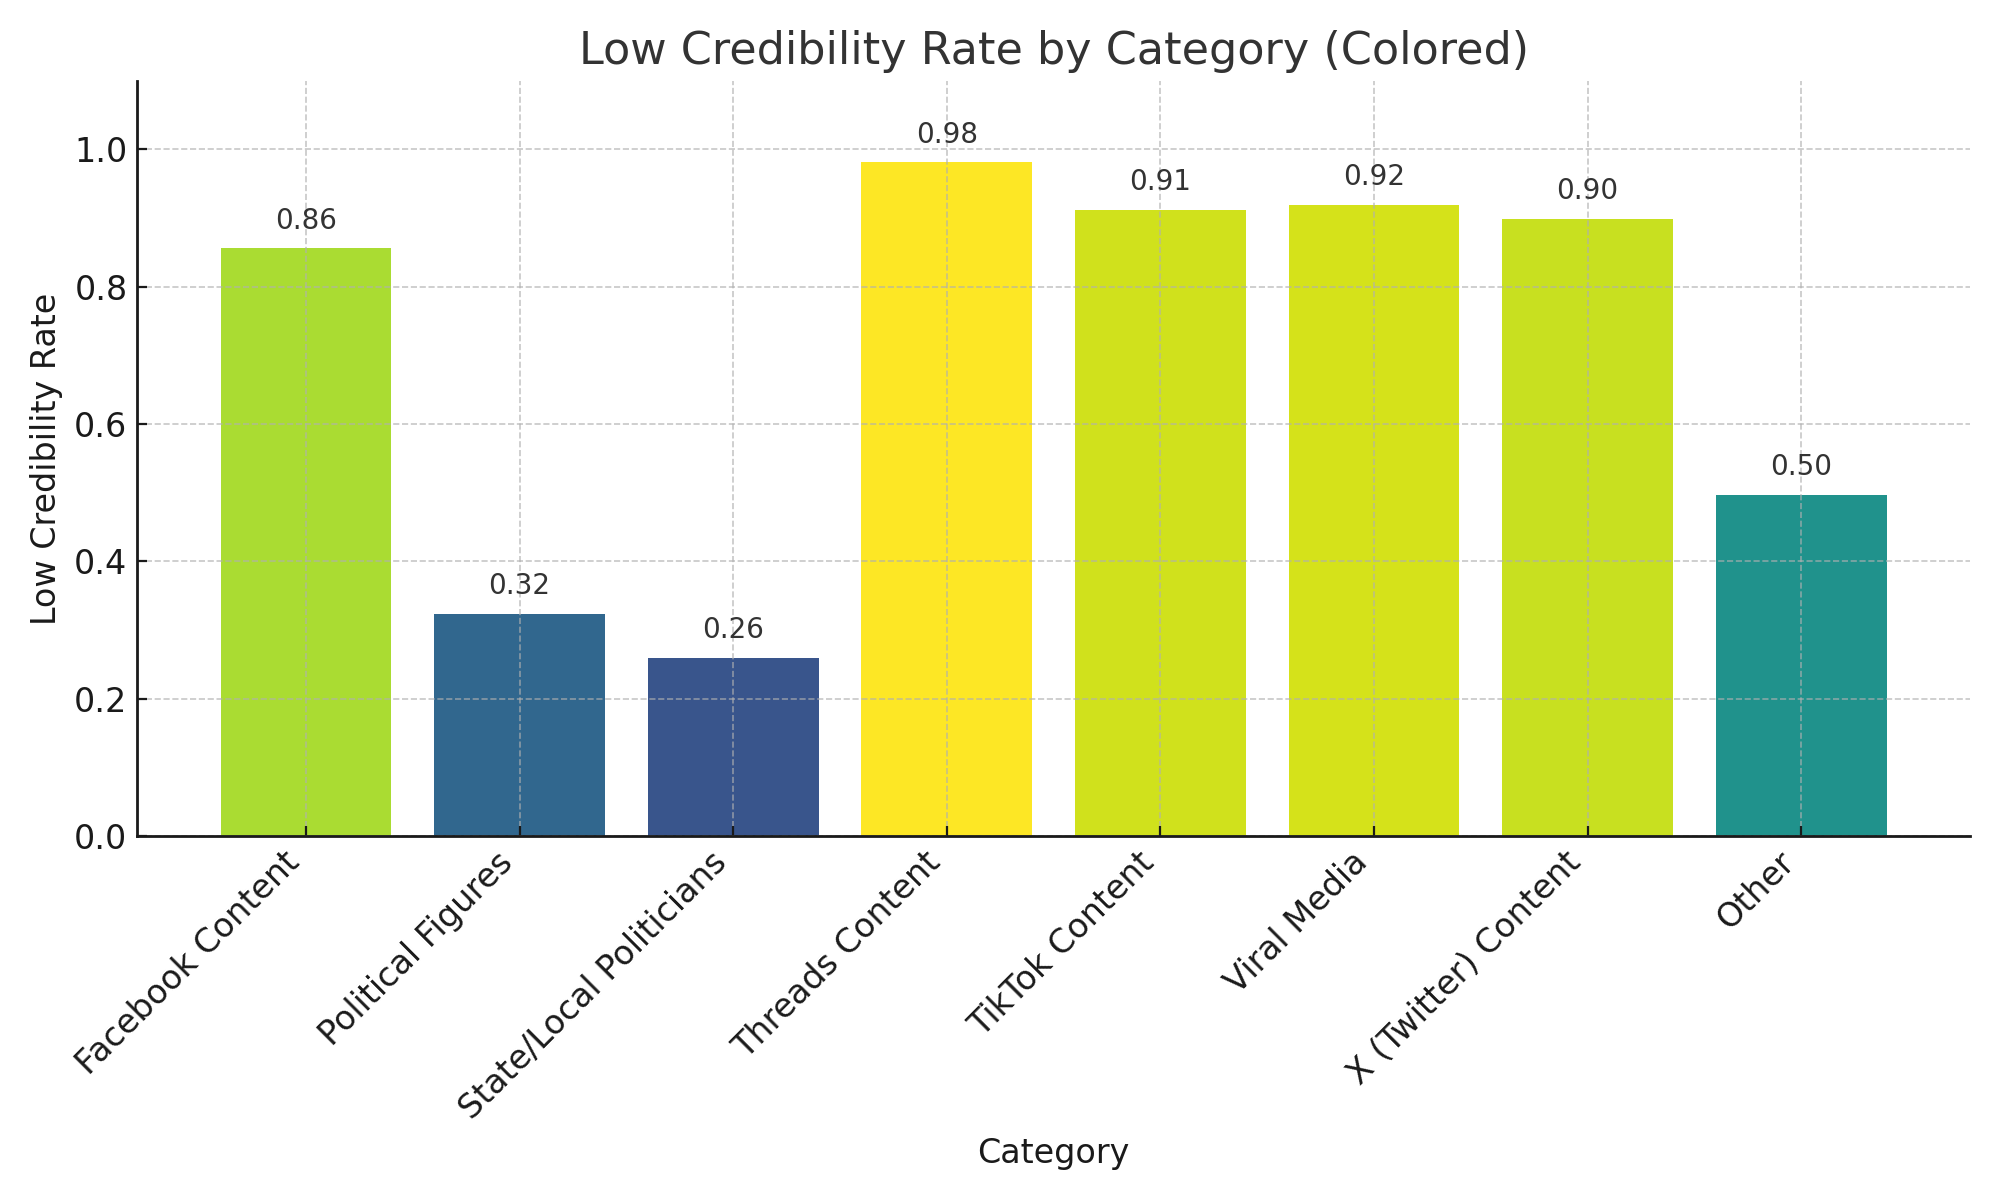 Low Credibility Rate by Category (Colored)
Low Credibility Rate
1.0
0.8
0.6
0.4
0.2
0.0
0.86
0.32
0.26
0.98
0.91
0.92
0.90
0.50
Facebook Content
Political Figures
State/Local Politicians
Threads Content
TikTok Content
Viral Media
X (Twitter) Content
Other
Category